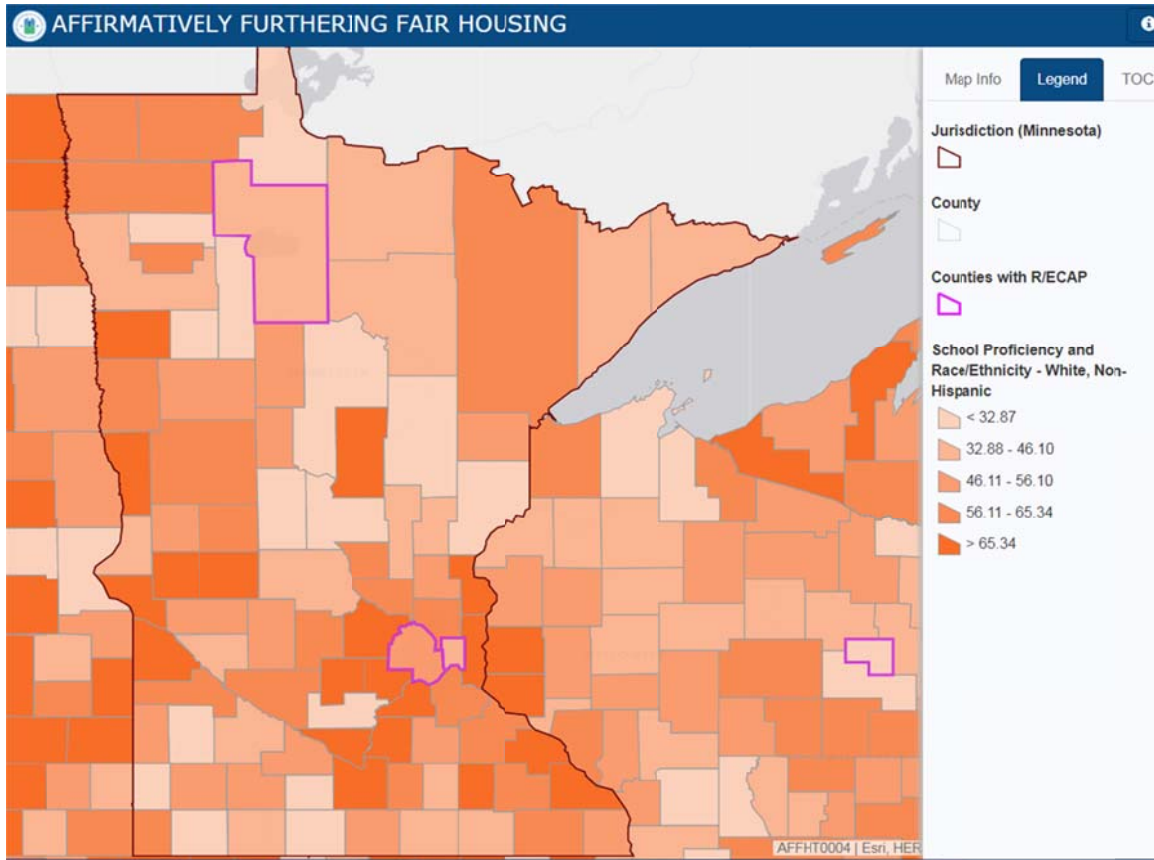 AFFIRMATIVELY FURTHERING FAIR HOUSING
Map Info
Legend
TOC
Jurisdiction (Minnesota)
County
Counties with R/ECAP
School Proficiency and
Race/Ethnicity - White, Non-
Hispanic
< 32.87
32.88 - 46.10
46.11 - 56.10
56.11 - 65.34
> 65.34
AFFHT0004 | Esri, HER